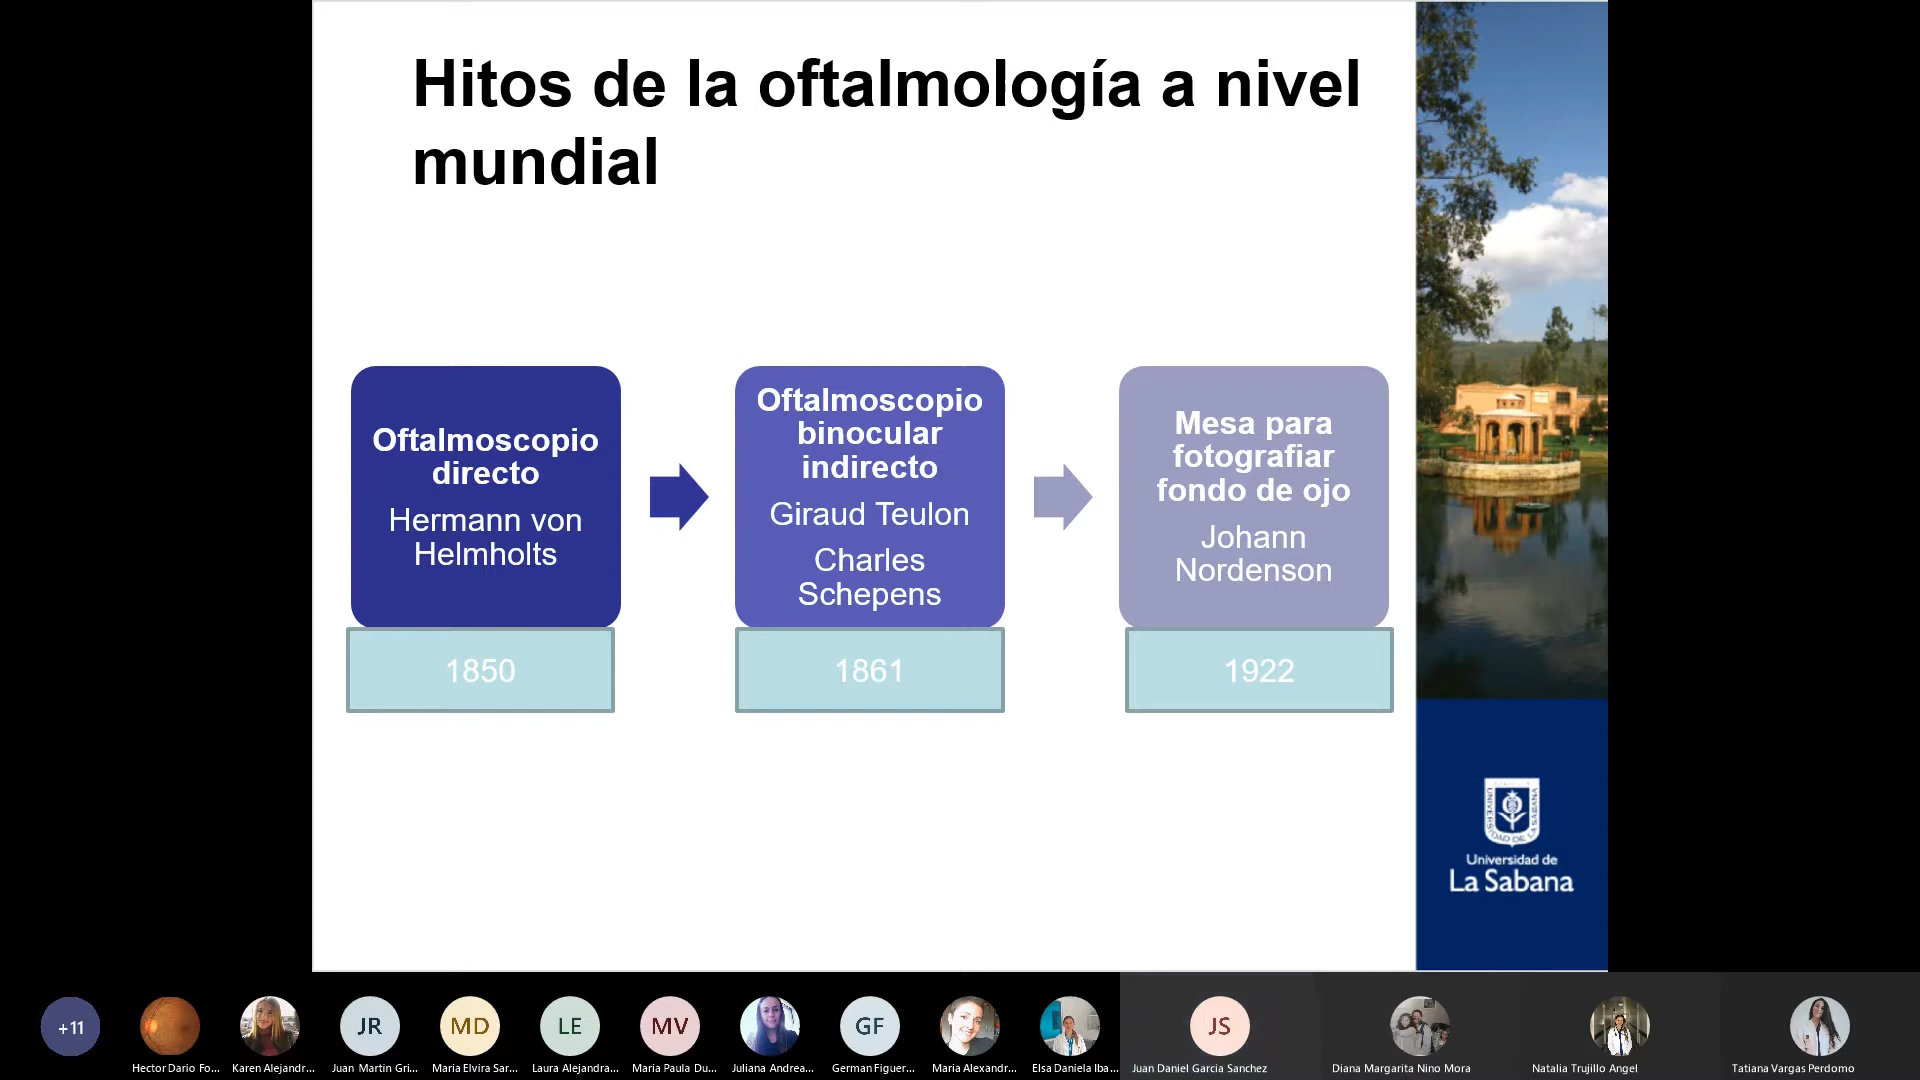 Hitos de la oftalmología a nivel
mundial
Oftalmoscopio
directo
Hermann von
Helmholts
1850
Oftalmoscopio
binocular
indirecto
Giraud Teulon
Charles
Schepens
1861
Mesa para
fotografiar
fondo de ojo
Johann
Nordenson
1922
UNIVERSIDAD DE LA SABANA
Universidad de
La Sabana
+11
JR
MD
LE
MV
GF
JS
Hector Dario Fo...
Karen Alejandr...
Juan Martin Gri...
Maria Elvira Sar...
Laura Alejandra...
Maria Paula Du...
Juliana Andrea...
German Figuer...
Maria Alexandr...
Elsa Daniela Iba...
Juan Daniel Garcia Sanchez
Diana Margarita Nino Mora
Natalia Trujillo Angel
Tatiana Vargas Perdomo